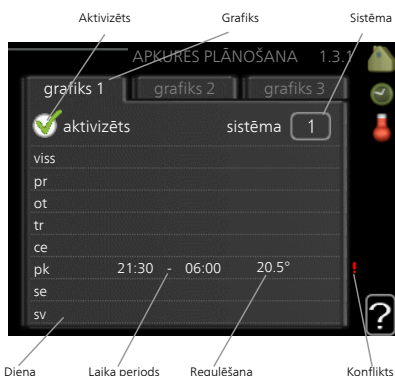 Aktivizēts Grafiks Sistēma
APKURES PLĀNOŠANA 1.3.1
grafiks 1 grafiks 2 grafiks 3
aktivizēts sistēma 1
viss
pr
ot
tr
ce
pk 21:30 - 06:00 20.5° !
se
sv
?
Diena Laika periods Regulēšana Konflikts